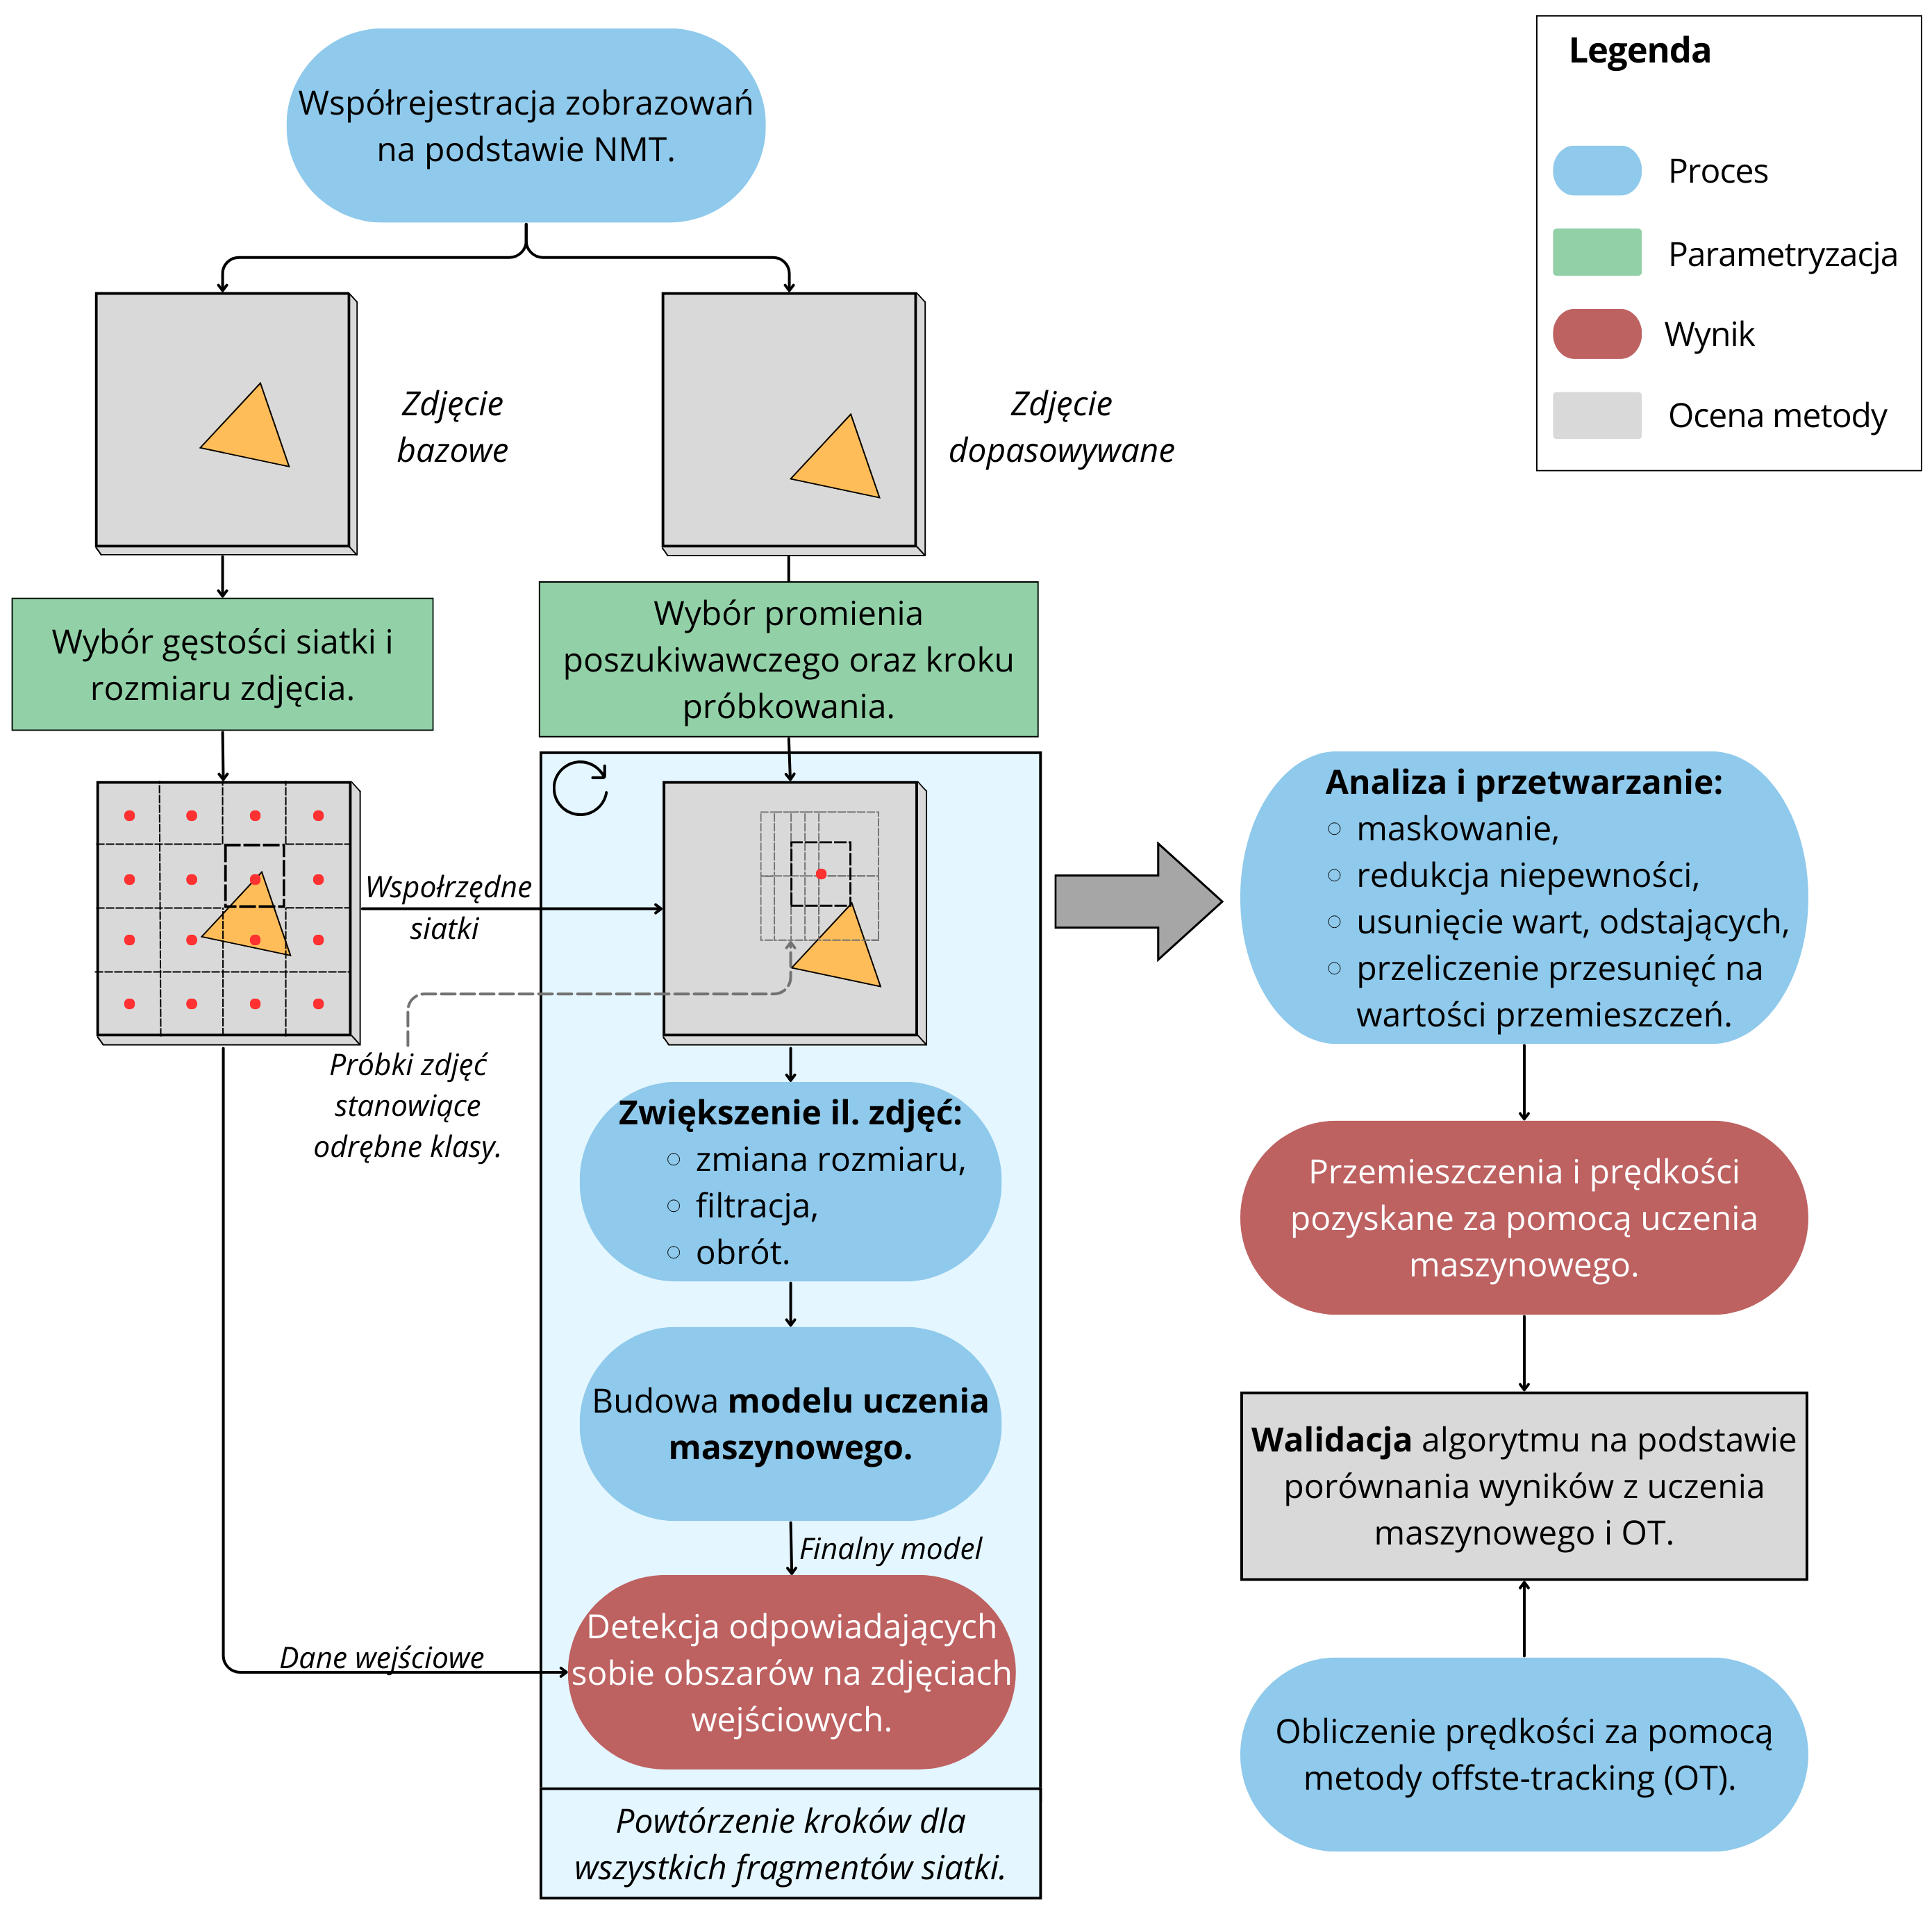 Współrejestracja zobrazowań
na podstawie NMT.
Legenda
Proces
Parametryzacja
Wynik
Ocena metody
Zdjęcie
bazowe
Zdjęcie
dopasowywane
Wybór gęstości siatki i
rozmiaru zdjęcia.
Wybór promienia
poszukiwawczego oraz kroku
próbkowania.
Wspołrzędne
siatki
Próbki zdjęć
stanowiące
odrębne klasy.
Zwiększenie il. zdjęć:
zmiana rozmiaru,
filtracja,
obrót.
Budowa modelu uczenia
maszynowego.
Finalny model
Dane wejściowe
Detekcja odpowiadających
sobie obszarów na zdjęciach
wejściowych.
Powtórzenie kroków dla
wszystkich fragmentów siatki.
Analiza i przetwarzanie:
maskowanie,
redukcja niepewności,
usunięcie wart, odstających,
przeliczenie przesunięć na
wartości przemieszczeń.
Przemieszczenia i prędkości
pozyskane za pomocą uczenia
maszynowego.
Walidacja algorytmu na podstawie
porównania wyników z uczenia
maszynowego i OT.
Obliczenie prędkości za pomocą
metody offste-tracking (OT).